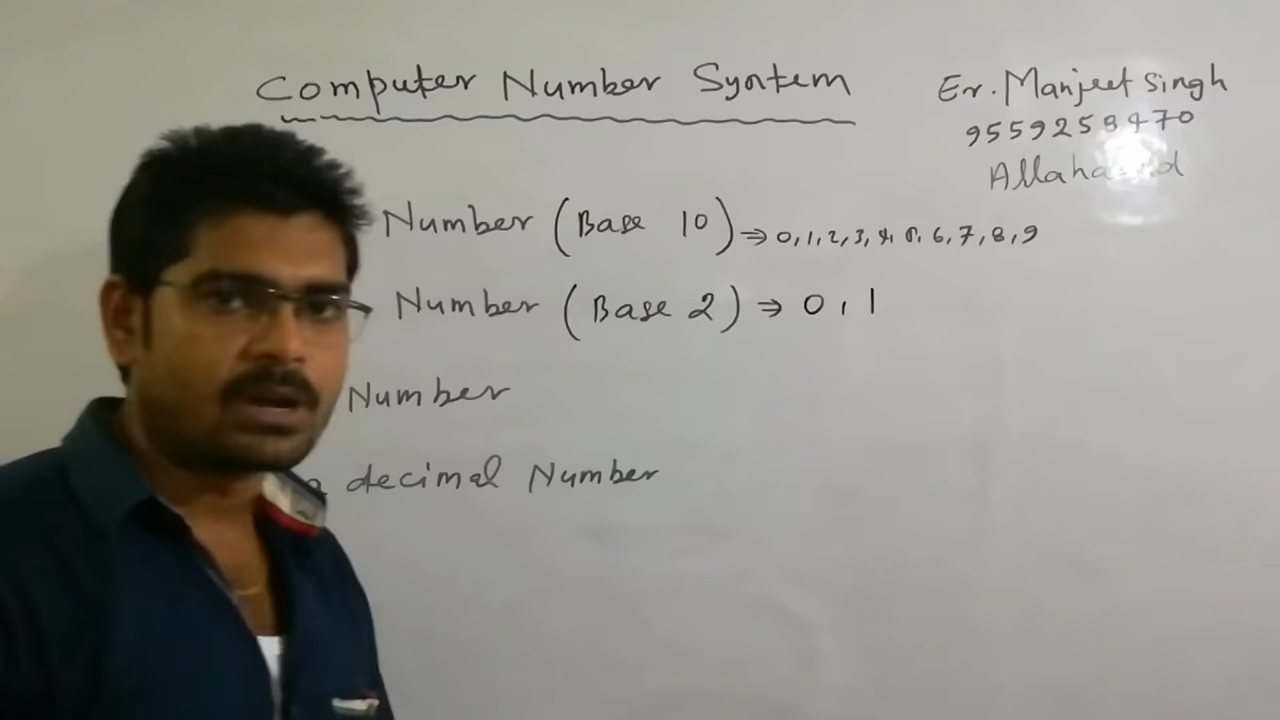 Computer Number System
Er. Manjeet Singh
9559258470
Number (Base 10) ⇒ 0, 1, 2, 3, 4, 5, 6, 7, 8, 9
Number (Base 2) ⇒ 0, 1
Number
decimal Number